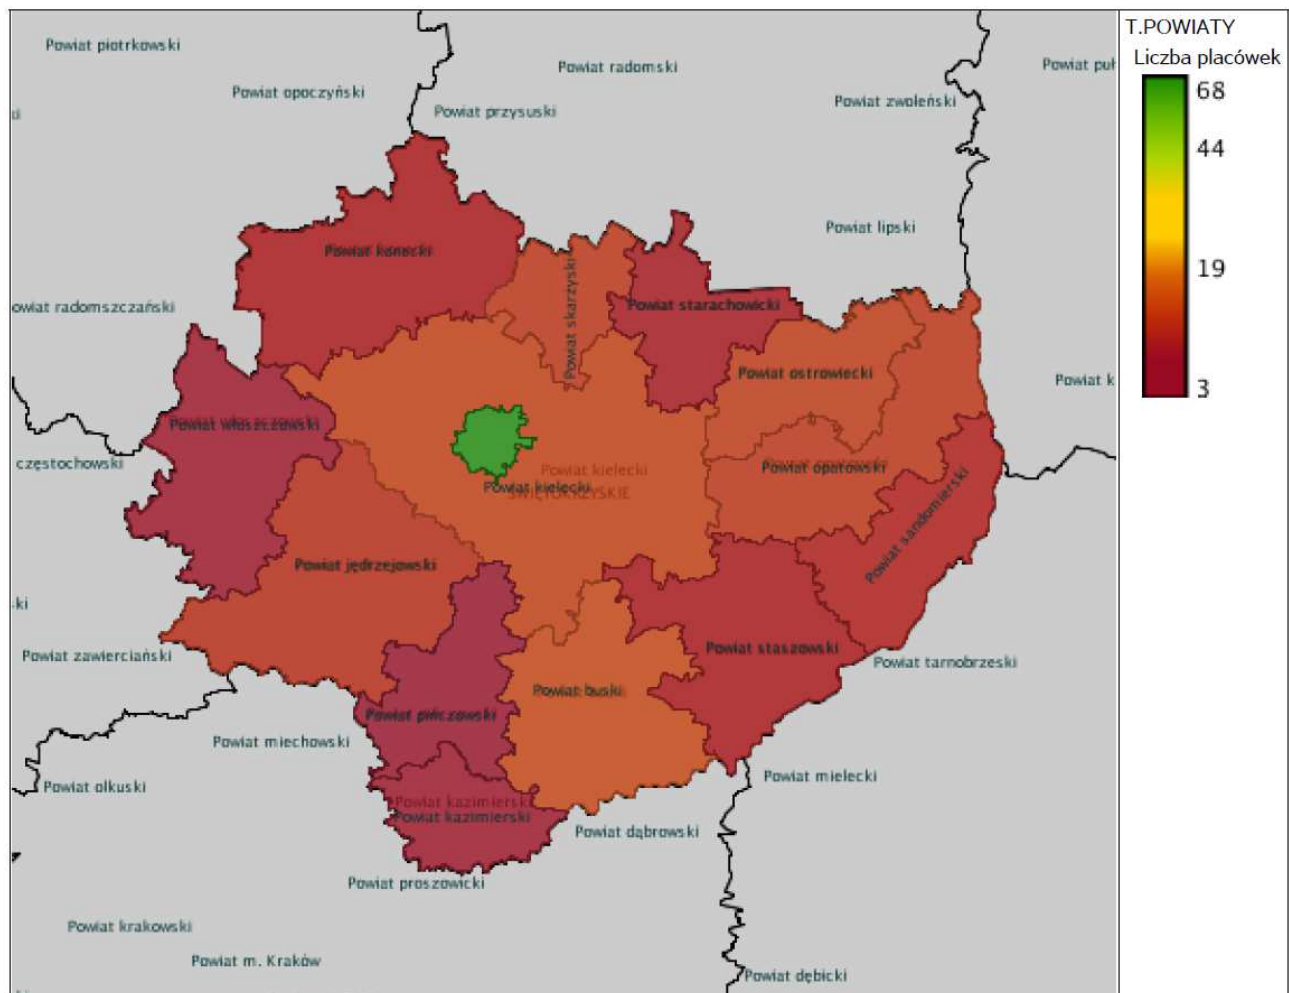 T.POWIATY
Liczba placówek
68
44
19
3
Powiat piotrkowski
Powiat radomski
Powiat puł
Powiat opoczyński
Powiat zwoleński
Powiat przysuski
Powiat lipski
Powiat konecki
Powiat skarżyski
Powiat starachowicki
owiat radomszczański
Powiat ostrowiecki
Powiat k
Powiat włoszczowski
częstochowski
Powiat kielecki
Powiat kielecki
ŚWIĘTOKRZYSKIE
Powiat opatowski
Powiat sandomierski
Powiat jędrzejowski
ki
Powiat zawierciański
Powiat staszowski
Powiat tarnobrzeski
Powiat buski
Powiat pińczowski
Powiat miechowski
Powiat mielecki
Powiat olkuski
Powiat kazimierski
Powiat kazimierski
Powiat dąbrowski
Powiat proszowicki
Powiat krakowski
Powiat m. Kraków
Powiat dębicki